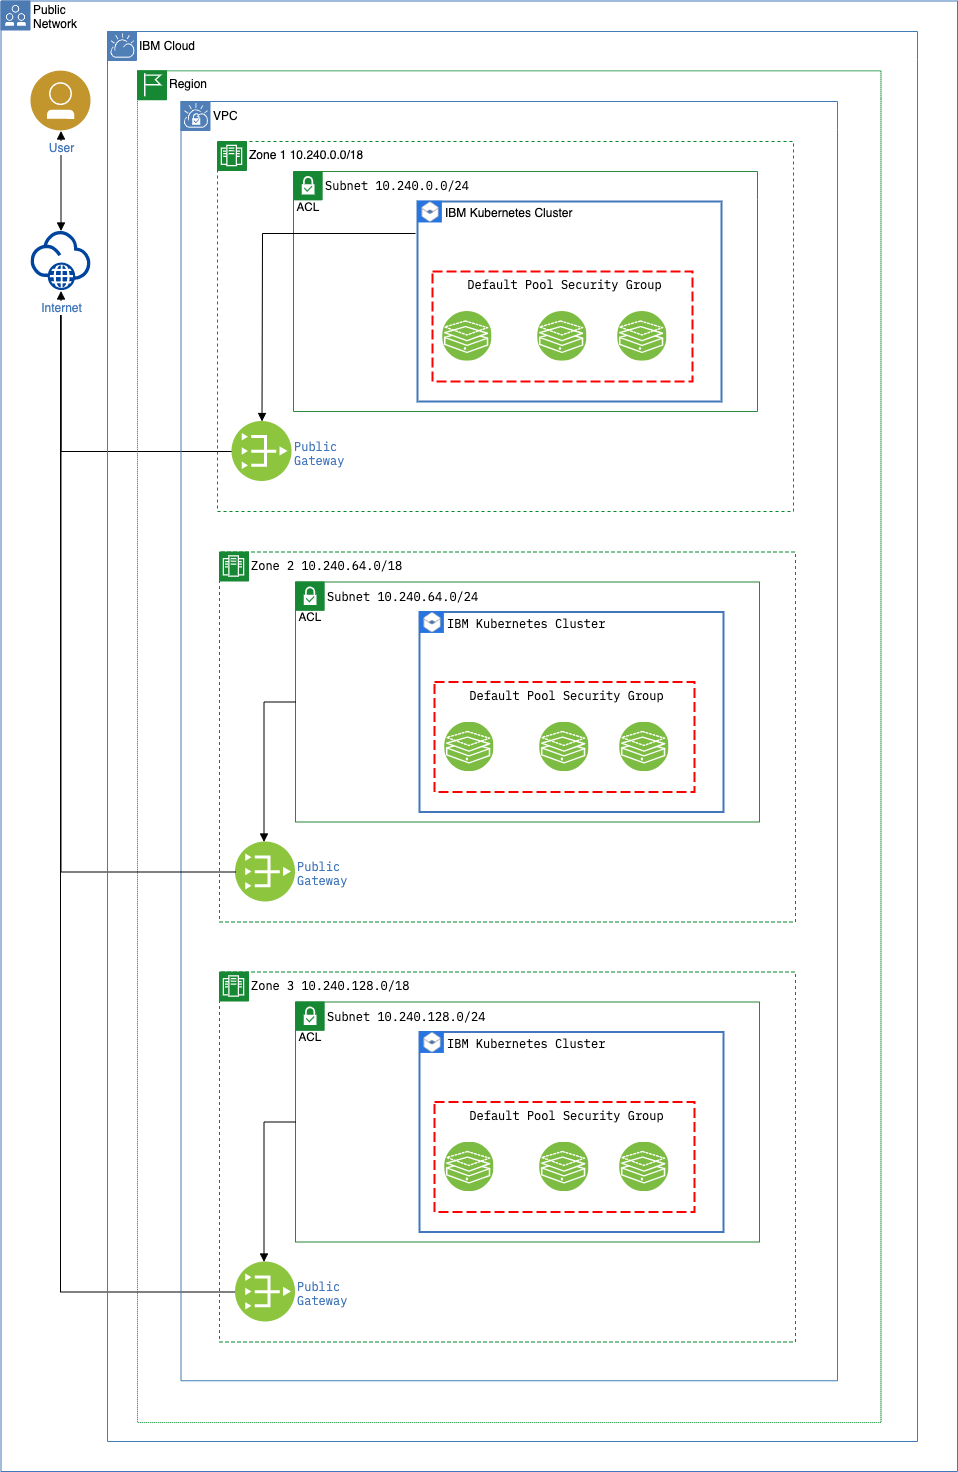 Public
Network
IBM Cloud
Region
VPC
User
Internet
Zone 1 10.240.0.0/18
Subnet 10.240.0.0/24
ACL
IBM Kubernetes Cluster
Default Pool Security Group
Public
Gateway
Zone 2 10.240.64.0/18
Subnet 10.240.64.0/24
ACL
IBM Kubernetes Cluster
Default Pool Security Group
Public
Gateway
Zone 3 10.240.128.0/18
Subnet 10.240.128.0/24
ACL
IBM Kubernetes Cluster
Default Pool Security Group
Public
Gateway